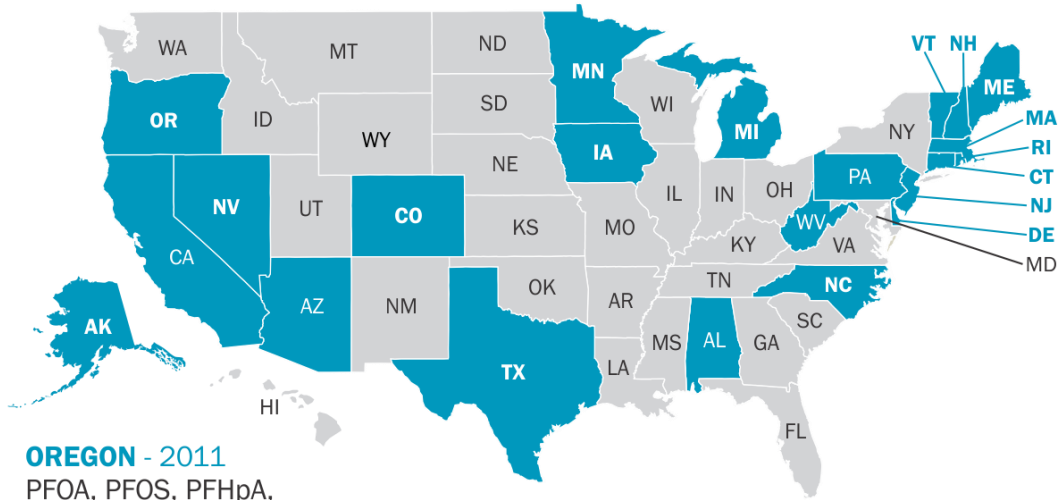 WA
MT
ND
MN
VT NH
ME
OR
ID
SD
WI
MI
NY
MA
WY
RI
IA
NE
PA
CT
NV
UT
CO
IL
IN
OH
NJ
KS
MO
WV
DE
CA
KY
VA
MD
TN
NC
AZ
NM
OK
AR
SC
AK
MS
AL
GA
TX
LA
HI
FL
OREGON - 2011
PFOA, PFOS, PFHpA,